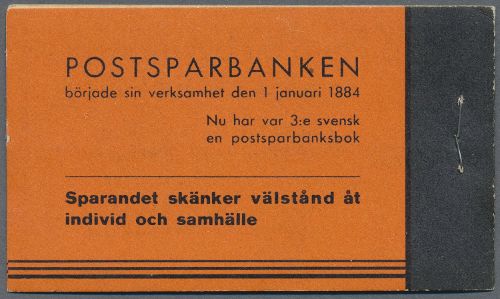 POSTSPARBANKEN
började sin verksamhet den 1 januari 1884
Nu har var 3:e svensk
en postsparbanksbok
Sparandet skänker välstånd åt
individ och samhälle